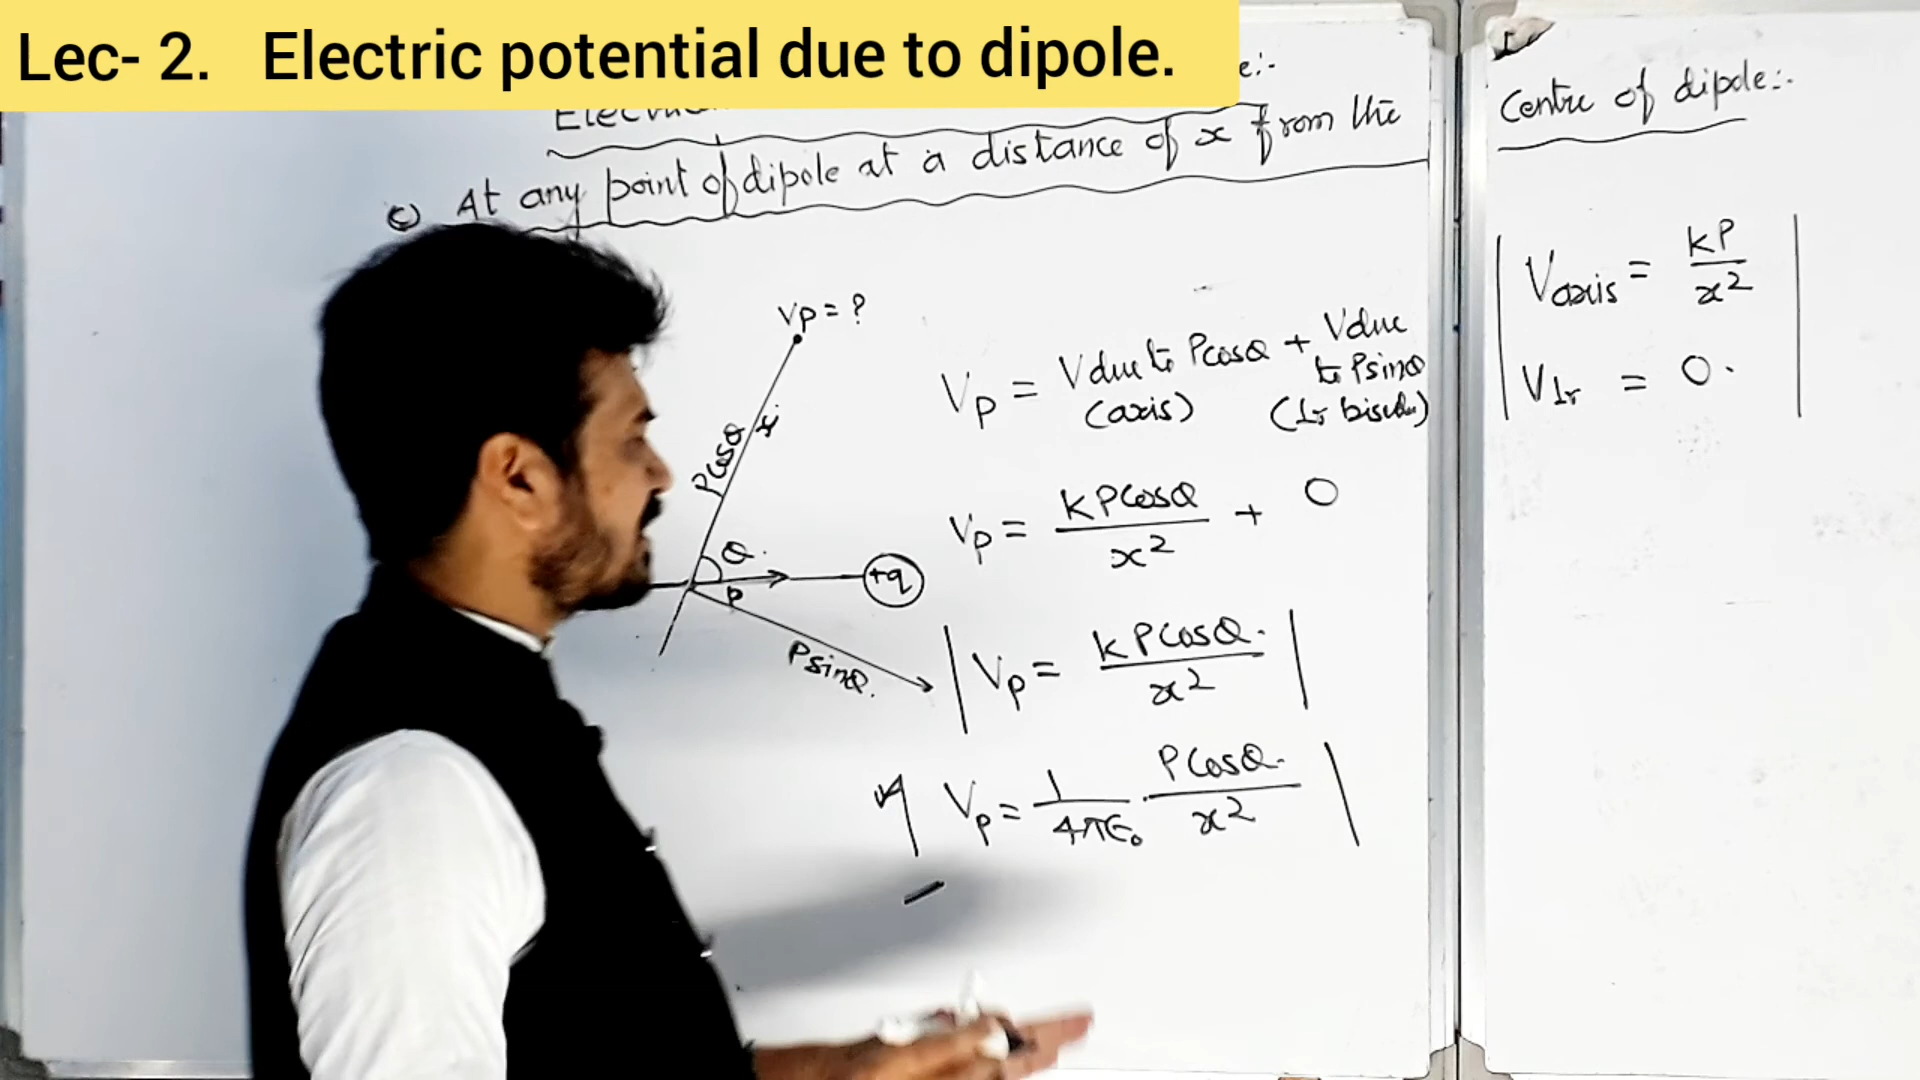 Lec- 2. Electric potential due to dipole.
e:-
c) At any point of dipole at a distance of x from the
Centre of dipole:-
Vp = ?
Pcosθ
x
θ
P
+q
Psinθ.
Vp = V due to Pcosθ + V due to Psinθ
(axis) (⊥r bisector)
Vp = kPcosθ / x² + 0
Vp = kPcosθ / x²
Vp = 1/4πε₀ . Pcosθ / x²
Vaxis = kP / x²
V⊥r = 0.